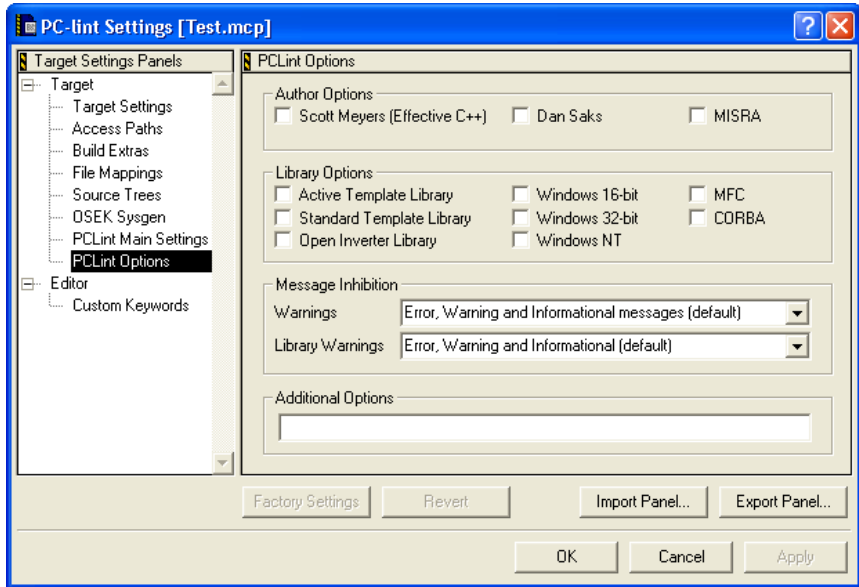 PC-lint Settings [Test.mcp]
Target Settings Panels
Target
Target Settings
Access Paths
Build Extras
File Mappings
Source Trees
OSEK Sysgen
PCLint Main Settings
PCLint Options
Editor
Custom Keywords
PCLint Options
Author Options
Scott Meyers (Effective C++) Dan Saks MISRA
Library Options
Active Template Library Windows 16-bit MFC
Standard Template Library Windows 32-bit CORBA
Open Inverter Library Windows NT
Message Inhibition
Warnings Error, Warning and Informational messages (default)
Library Warnings Error, Warning and Informational (default)
Additional Options
Factory Settings Revert Import Panel... Export Panel...
OK Cancel Apply